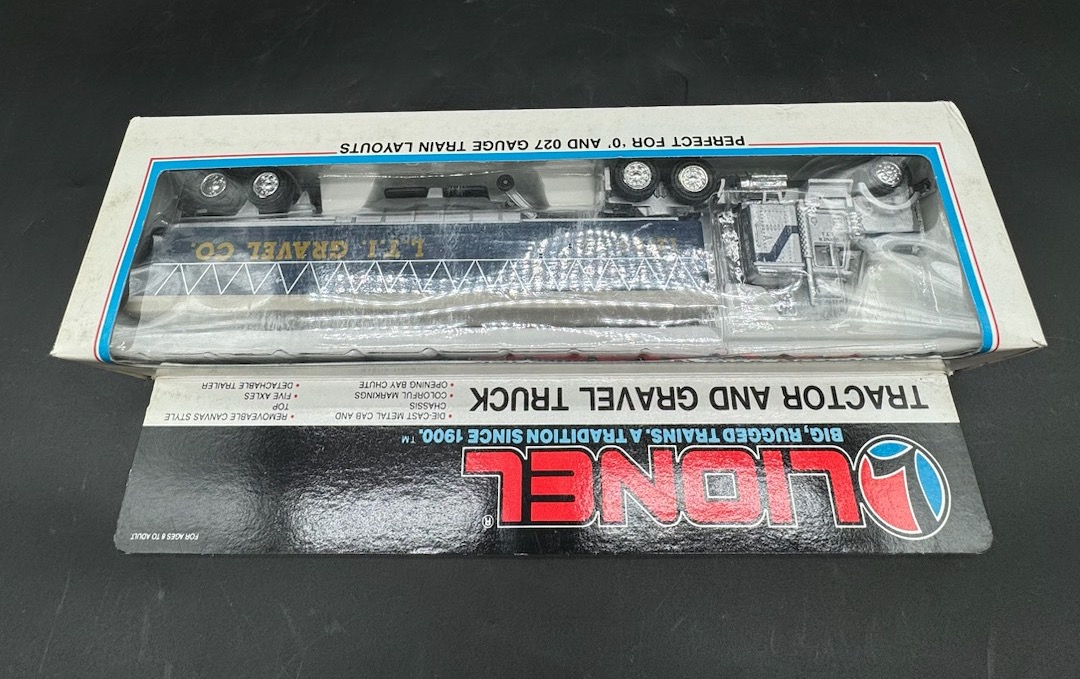 FOR AGES 8 TO ADULT
L LIONEL®
BIG, RUGGED TRAINS. A TRADITION SINCE 1900.™
TRACTOR AND GRAVEL TRUCK
• DIE-CAST METAL CAB AND
CHASSIS
• COLORFUL MARKINGS
• OPENING BAY CHUTE
• REMOVEABLE CANVAS STYLE
TOP
• FIVE AXLES
• DETACHABLE TRAILER
L.T.I. GRAVEL CO.
PERFECT FOR '0' AND 027 GAUGE TRAIN LAYOUTS